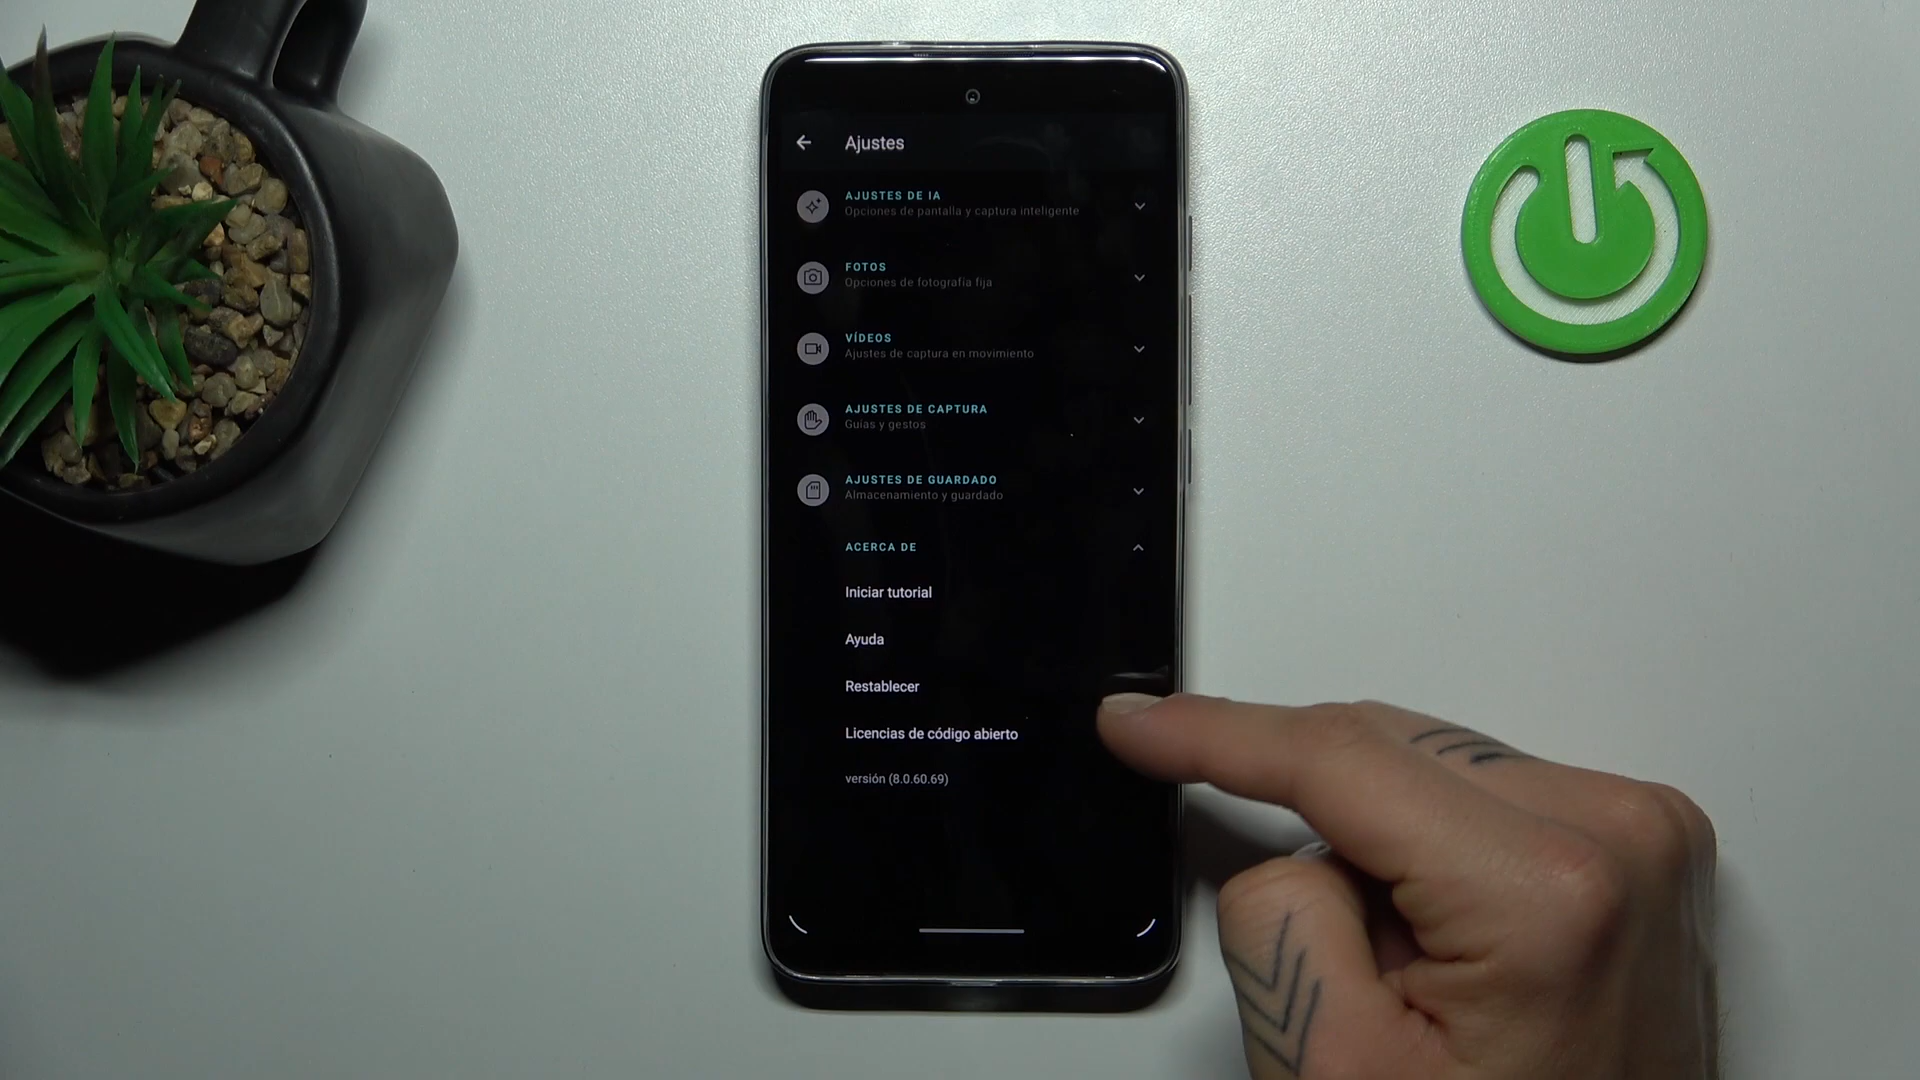 Ajustes
AJUSTES DE IA
Opciones de pantalla y captura inteligente
FOTOS
Opciones de fotografía fija
VÍDEOS
Ajustes de captura en movimiento
AJUSTES DE CAPTURA
Guías y gestos
AJUSTES DE GUARDADO
Almacenamiento y guardado
ACERCA DE
Iniciar tutorial
Ayuda
Restablecer
Licencias de código abierto
versión (8.0.60.69)